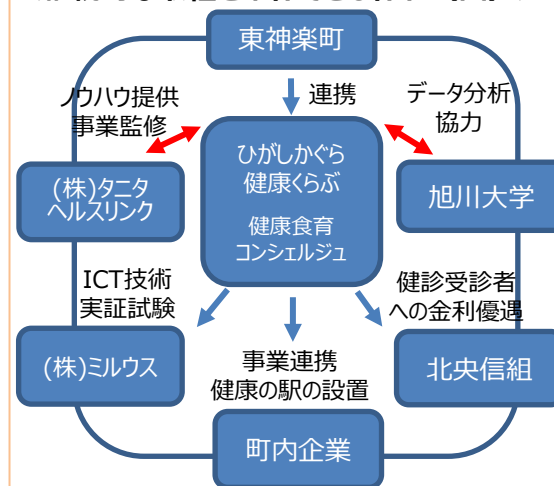 東神楽町
ノウハウ提供
事業監修
連携
データ分析
協力
ひがしかぐら
健康くらぶ
健康食育
コンシェルジュ
(株)タニタ
ヘルスリンク
旭川大学
ICT技術
実証試験
健診受診者
への金利優遇
(株)ミルウス
事業連携
健康の駅の設置
北央信組
町内企業